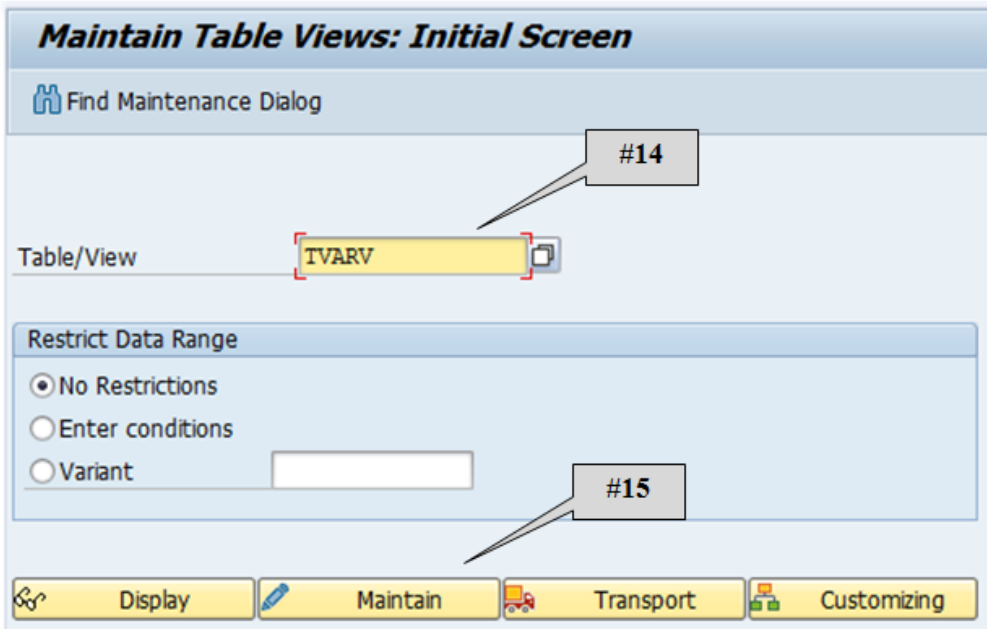 Maintain Table Views: Initial Screen
Find Maintenance Dialog
#14
Table/View TVARV
Restrict Data Range
No Restrictions
Enter conditions
Variant
#15
Display Maintain Transport Customizing